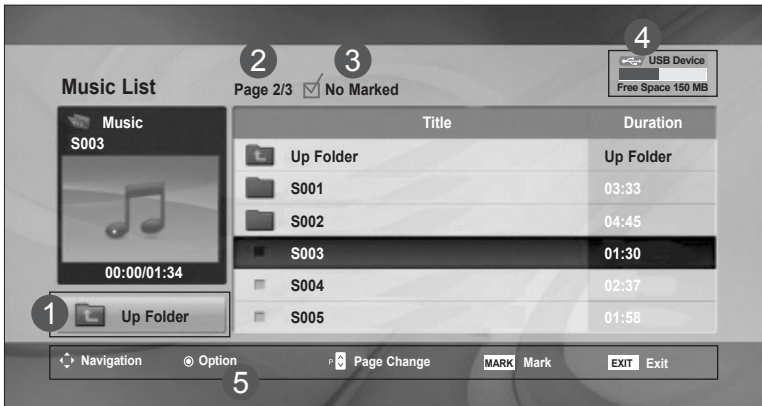 4
USB Device
Free Space 150 MB
2
3
Music List
Page 2/3
No Marked
Music
S003
00:00/01:34
1
Up Folder
Title Duration
Up Folder Up Folder
S001 03:33
S002 04:45
S003 01:30
S004 02:37
S005 01:58
Navigation Option P Page Change MARK Mark EXIT Exit
5